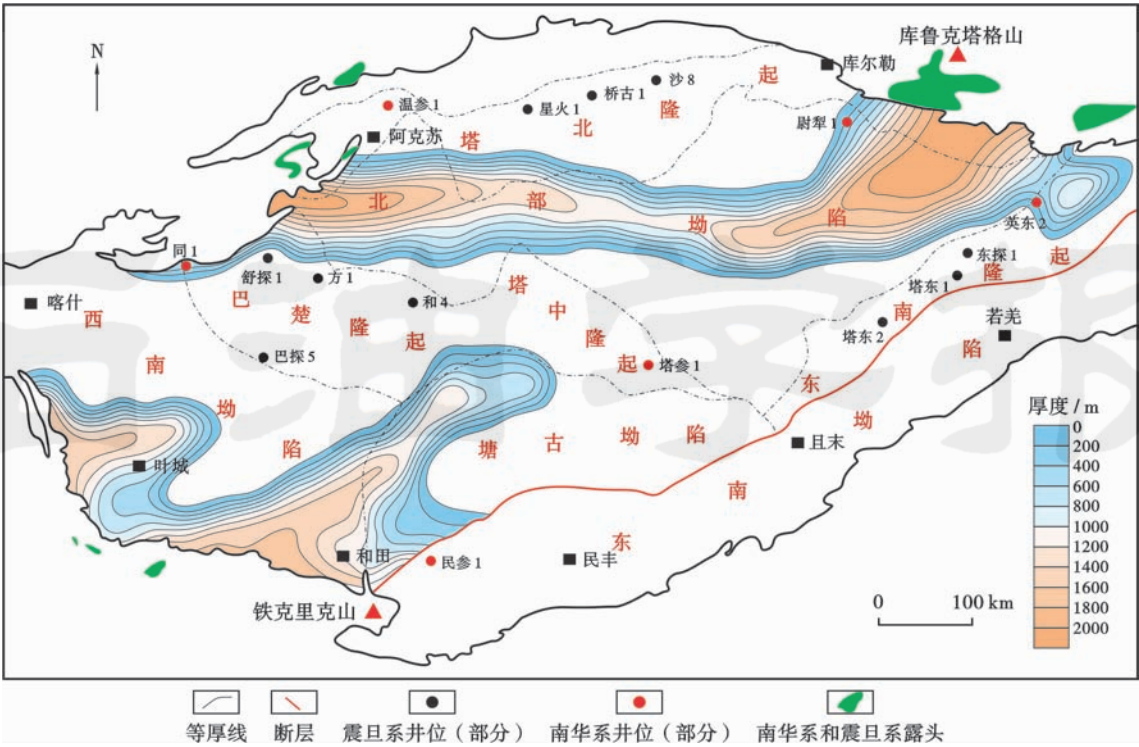 N
库鲁克塔格山
库尔勒
沙 8
桥古 1
星火 1
温参 1
阿克苏
尉犁 1
塔北隆起
北部坳陷
英东 2
同 1
舒探 1
方 1
和 4
巴探 5
巴楚隆起
塔中隆起
塔参 1
东探 1
塔东 1
塔东 2
东南隆起
若羌
喀什
西南坳陷
叶城
塘古坳陷
且末
东南坳陷
和田
民参 1
民丰
铁克里克山
0 100 km
厚度 / m
0
200
400
600
800
1000
1200
1400
1600
1800
2000
等厚线 断层 震旦系井位（部分） 南华系井位（部分） 南华系和震旦系露头
石油学报